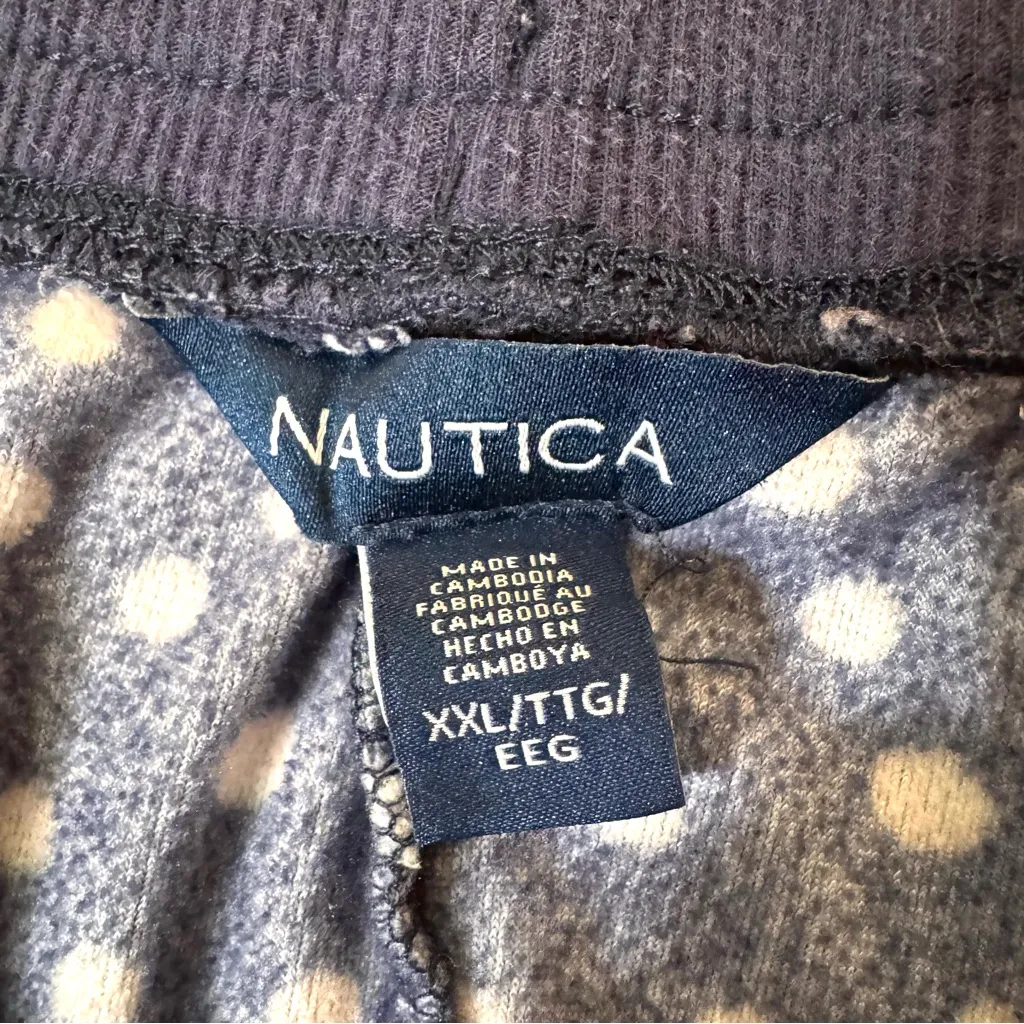 NAUTICA
MADE IN
CAMBODIA
FABRIQUÉ AU
CAMBODGE
HECHO EN
CAMBOYA
XXL/TTG/
EEG